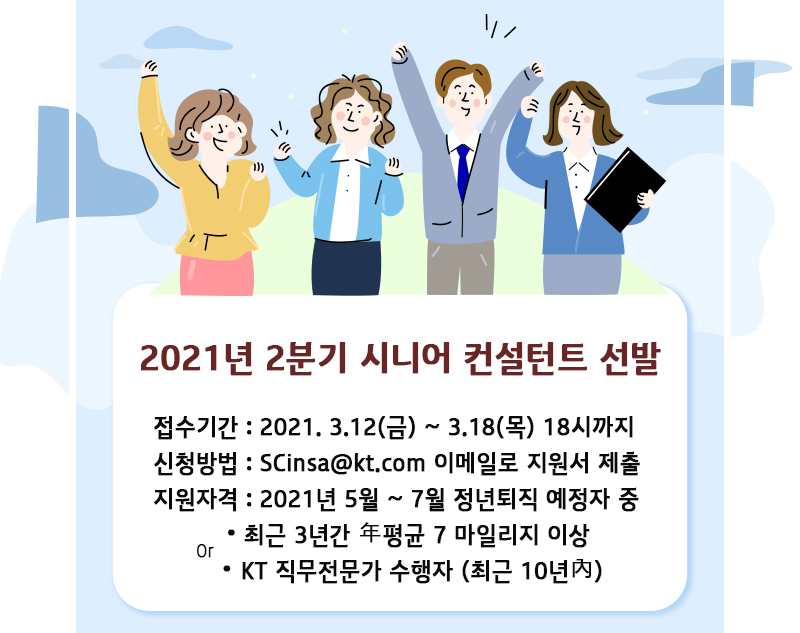 2021년 2분기 시니어 컨설턴트 선발
접수기간 : 2021. 3.12(금) ~ 3.18(목) 18시까지
신청방법 : SCinsa@kt.com 이메일로 지원서 제출
지원자격 : 2021년 5월 ~ 7월 정년퇴직 예정자 중
• 최근 3년간 年평균 7 마일리지 이상
Or
• KT 직무전문가 수행자 (최근 10년內)